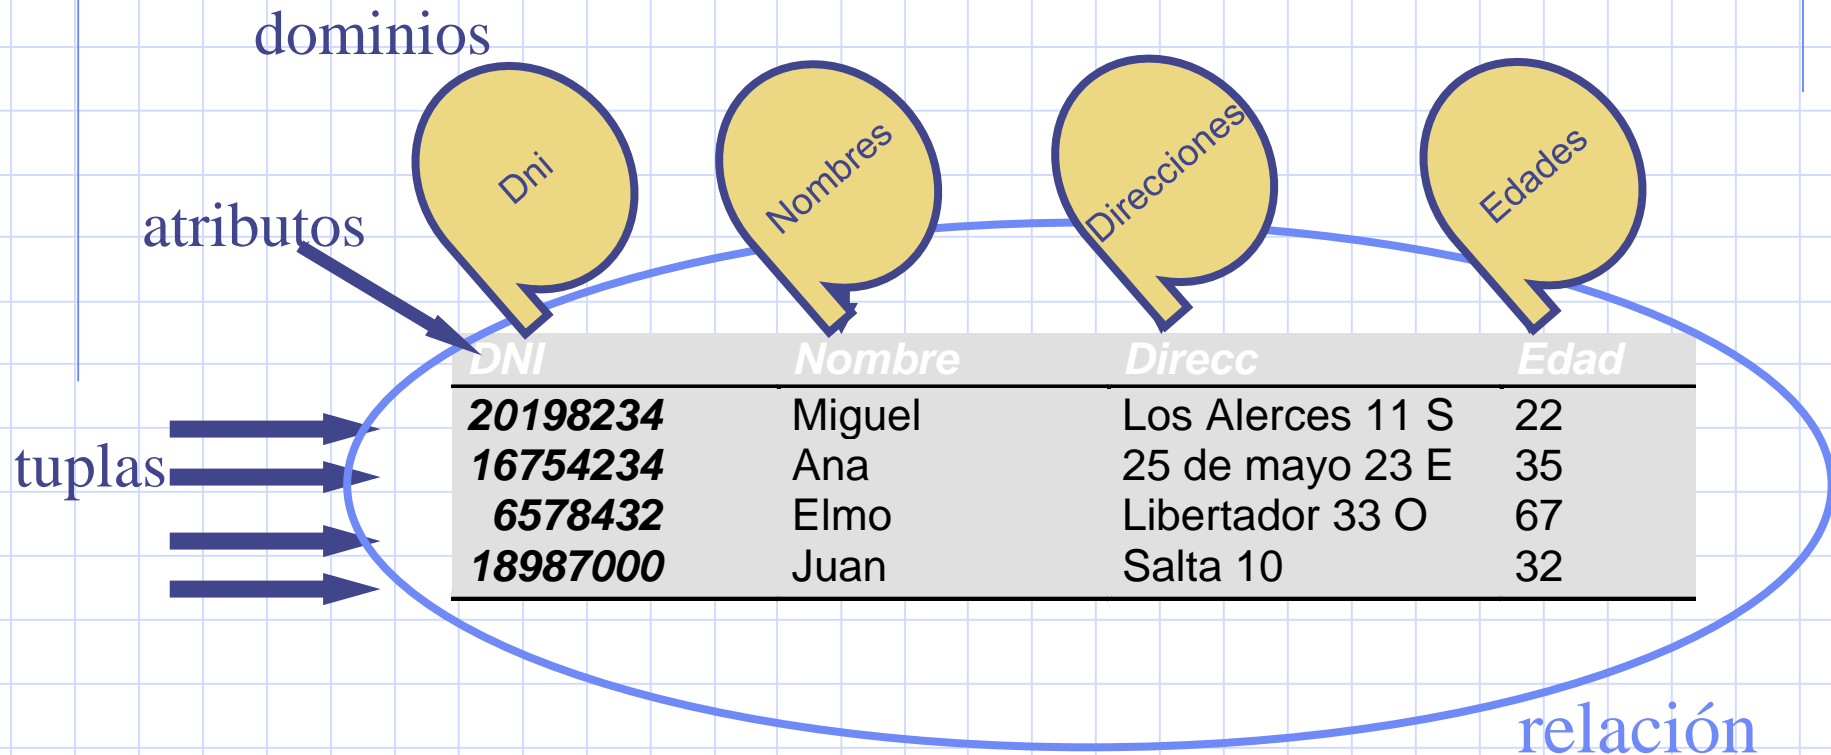 dominios
Dni
Nombres
Direcciones
Edades
atributos
DNI Nombre Direcc Edad
20198234 Miguel Los Alerces 11 S 22
tuplas
16754234 Ana 25 de mayo 23 E 35
6578432 Elmo Libertador 33 O 67
18987000 Juan Salta 10 32
relación